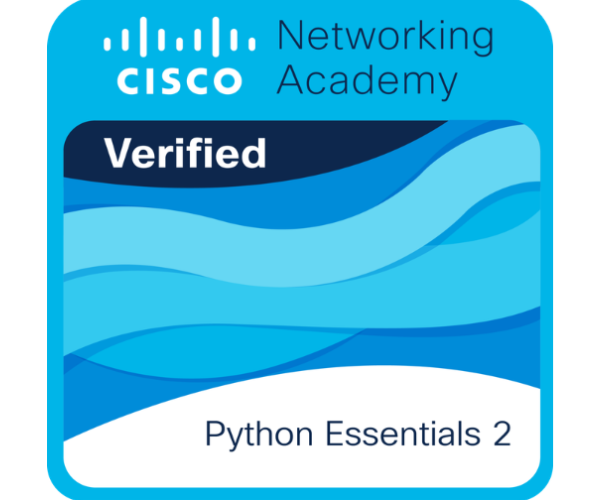 CISCO
Networking
Academy
Verified
Python Essentials 2